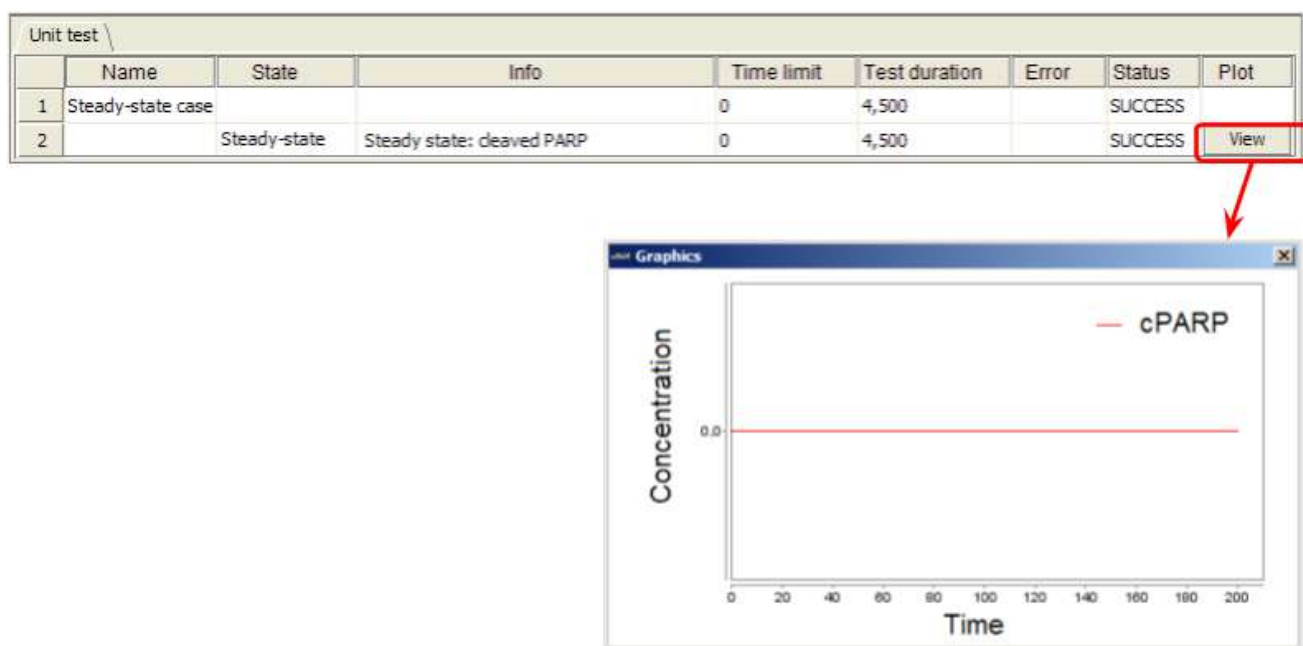 Unit test
Name State Info Time limit Test duration Error Status Plot
1 Steady-state case 0 4,500 SUCCESS
2 Steady-state Steady state: cleaved PARP 0 4,500 SUCCESS View
Graphics
cPARP
Concentration
0.0
0 20 40 60 80 100 120 140 160 180 200
Time